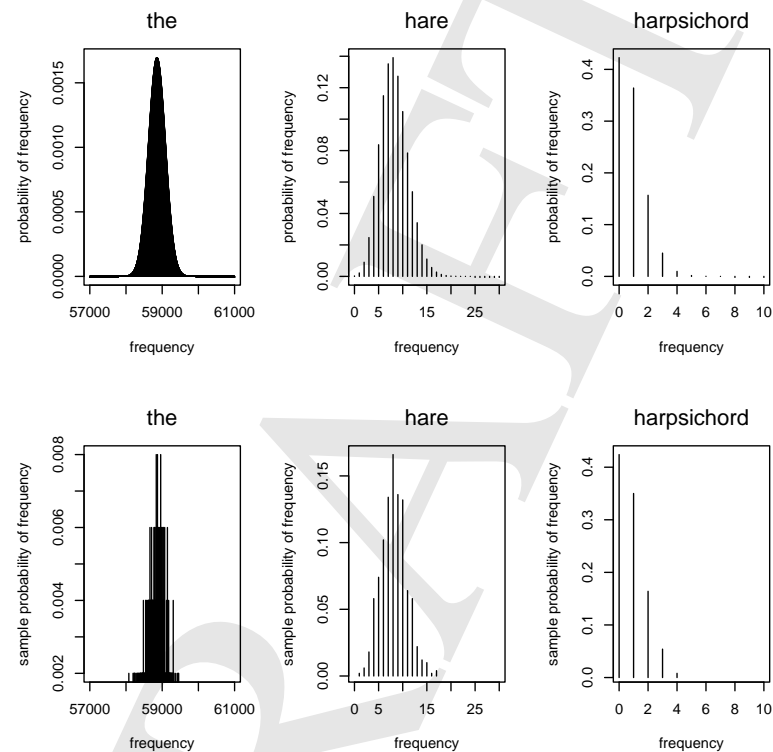 the
hare
harpsichord
probability of frequency
0.0000 0.0005 0.0010 0.0015
57000 59000 61000
frequency
probability of frequency
0.00 0.04 0.08 0.12
0 5 15 25
frequency
probability of frequency
0.0 0.1 0.2 0.3 0.4
0 2 4 6 8 10
frequency
the
hare
harpsichord
sample probability of frequency
0.002 0.004 0.006 0.008
57000 59000 61000
frequency
sample probability of frequency
0.00 0.05 0.10 0.15
0 5 15 25
frequency
sample probability of frequency
0.0 0.1 0.2 0.3 0.4
0 2 4 6 8 10
frequency